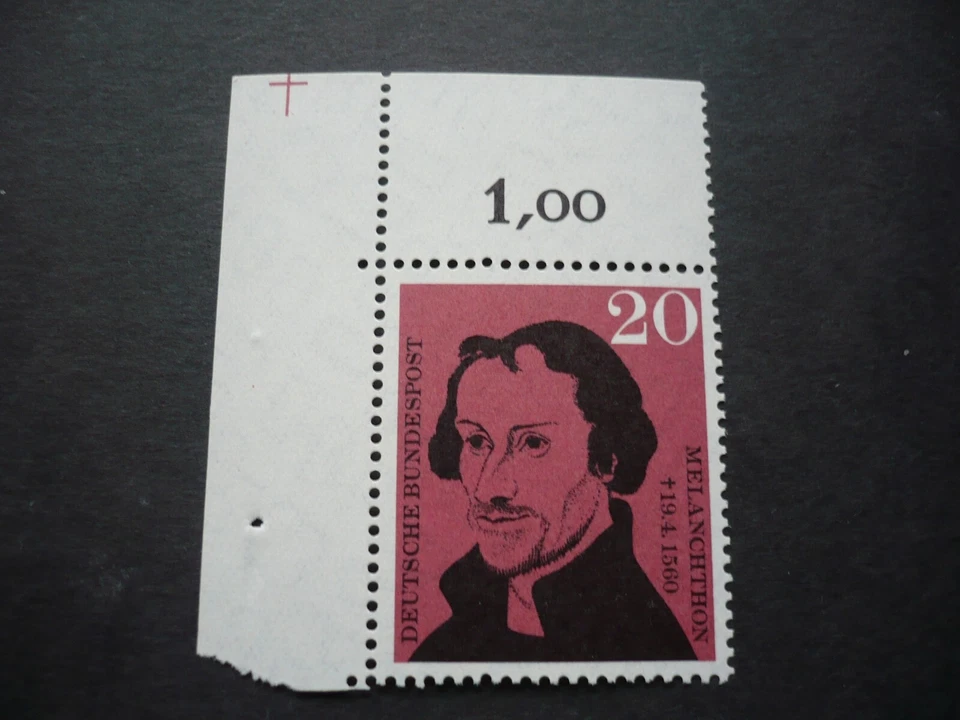 1,00
20
DEUTSCHE BUNDESPOST
MELANCHTHON
†19.4.1560